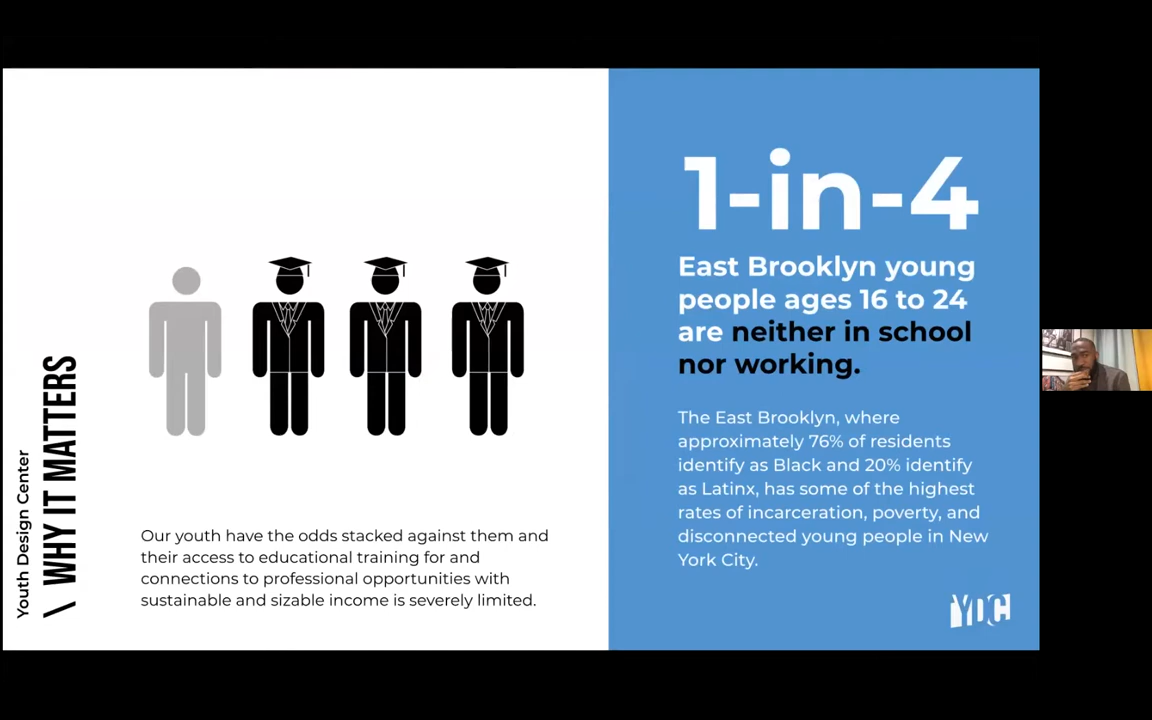 Youth Design Center
\ WHY IT MATTERS
Our youth have the odds stacked against them and
their access to educational training for and
connections to professional opportunities with
sustainable and sizable income is severely limited.
1-in-4
East Brooklyn young
people ages 16 to 24
are neither in school
nor working.
The East Brooklyn, where
approximately 76% of residents
identify as Black and 20% identify
as Latinx, has some of the highest
rates of incarceration, poverty, and
disconnected young people in New
York City.
YDC